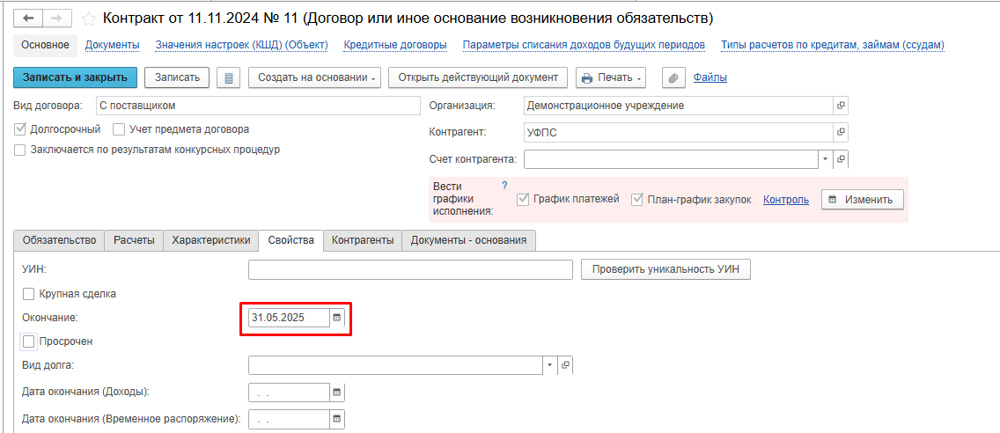 Контракт от 11.11.2024 № 11 (Договор или иное основание возникновения обязательств)
Основное Документы Значения настроек (КШД) (Объект) Кредитные договоры Параметры списания доходов будущих периодов Типы расчетов по кредитам, займам (ссудам)
Записать и закрыть Записать Создать на основании Открыть действующий документ Печать Файлы
Вид договора: С поставщиком Организация: Демонстрационное учреждение
Долгосрочный Учет предмета договора Контрагент: УФПС
Заключается по результатам конкурсных процедур Счет контрагента:
Вести ?
графики График платежей План-график закупок Контроль Изменить
исполнения:
Обязательство Расчеты Характеристики Свойства Контрагенты Документы - основания
УИН: Проверить уникальность УИН
Крупная сделка
Окончание: 31.05.2025
Просрочен
Вид долга:
Дата окончания (Доходы): . .
Дата окончания (Временное распоряжение): . .